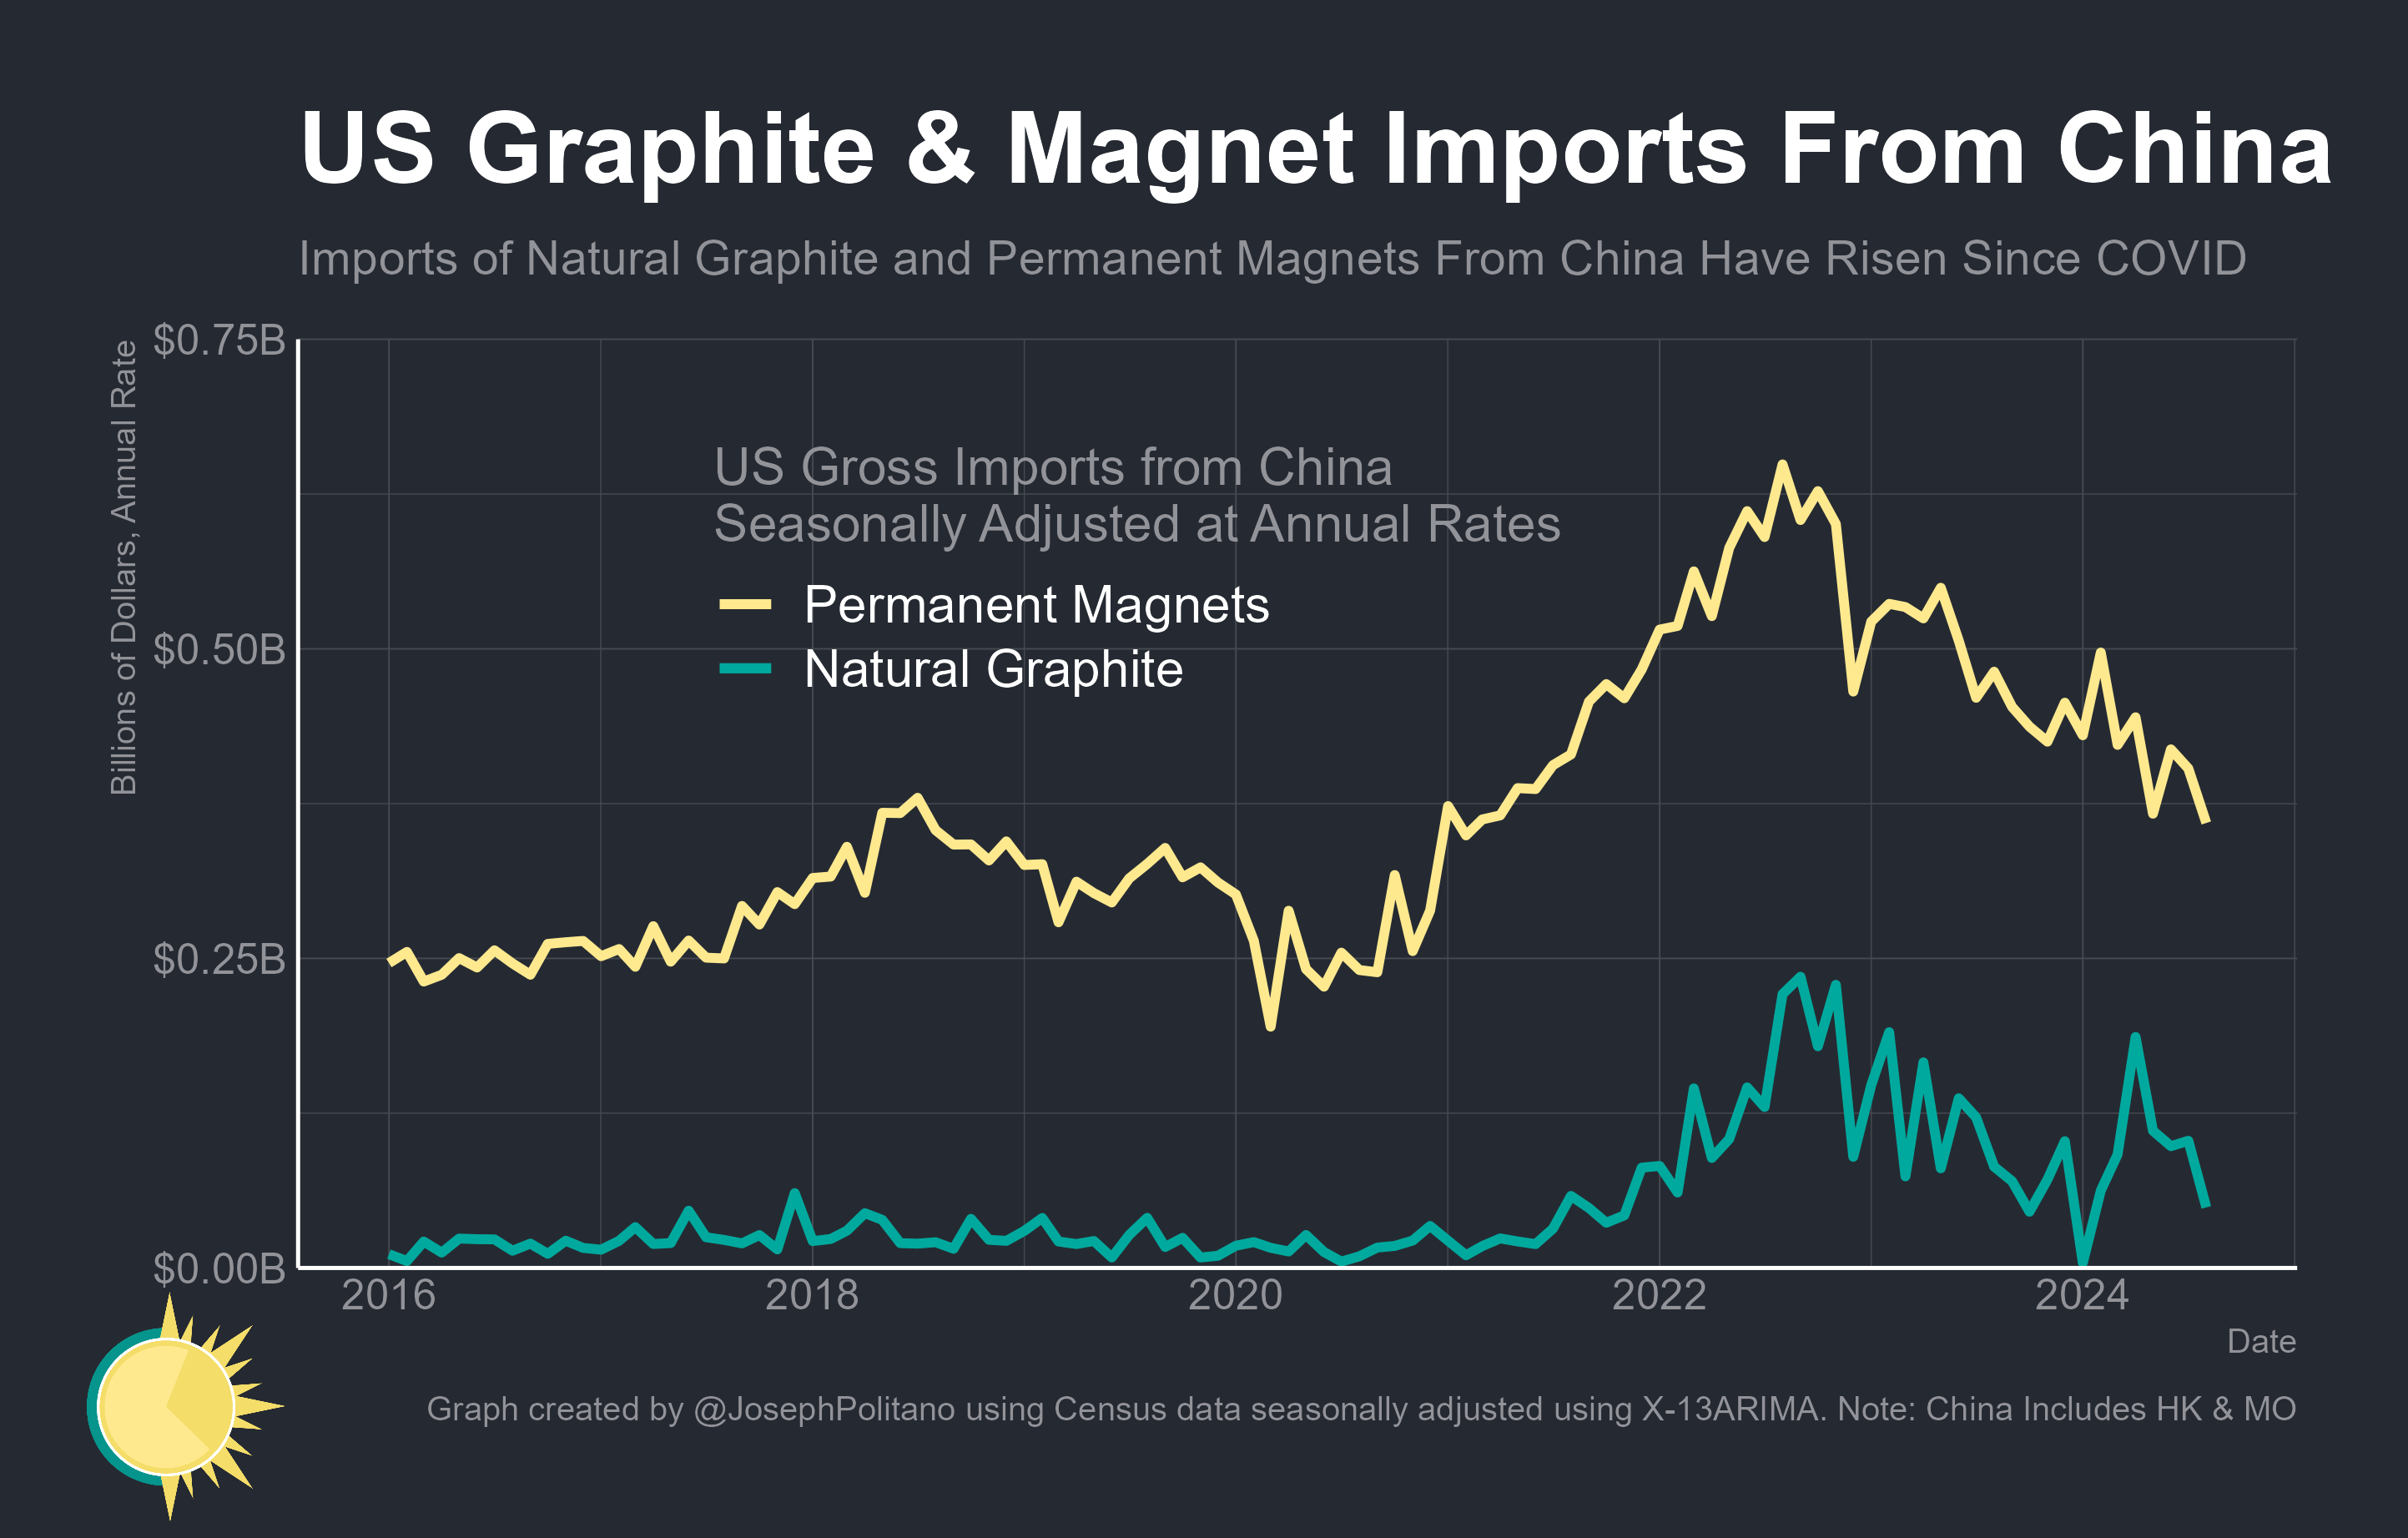 US Graphite & Magnet Imports From China
Imports of Natural Graphite and Permanent Magnets From China Have Risen Since COVID
Billions of Dollars, Annual Rate
$0.75B
$0.50B
$0.25B
$0.00B
US Gross Imports from China
Seasonally Adjusted at Annual Rates
Permanent Magnets
Natural Graphite
2016 2018 2020 2022 2024
Date
Graph created by @JosephPolitano using Census data seasonally adjusted using X-13ARIMA. Note: China Includes HK & MO